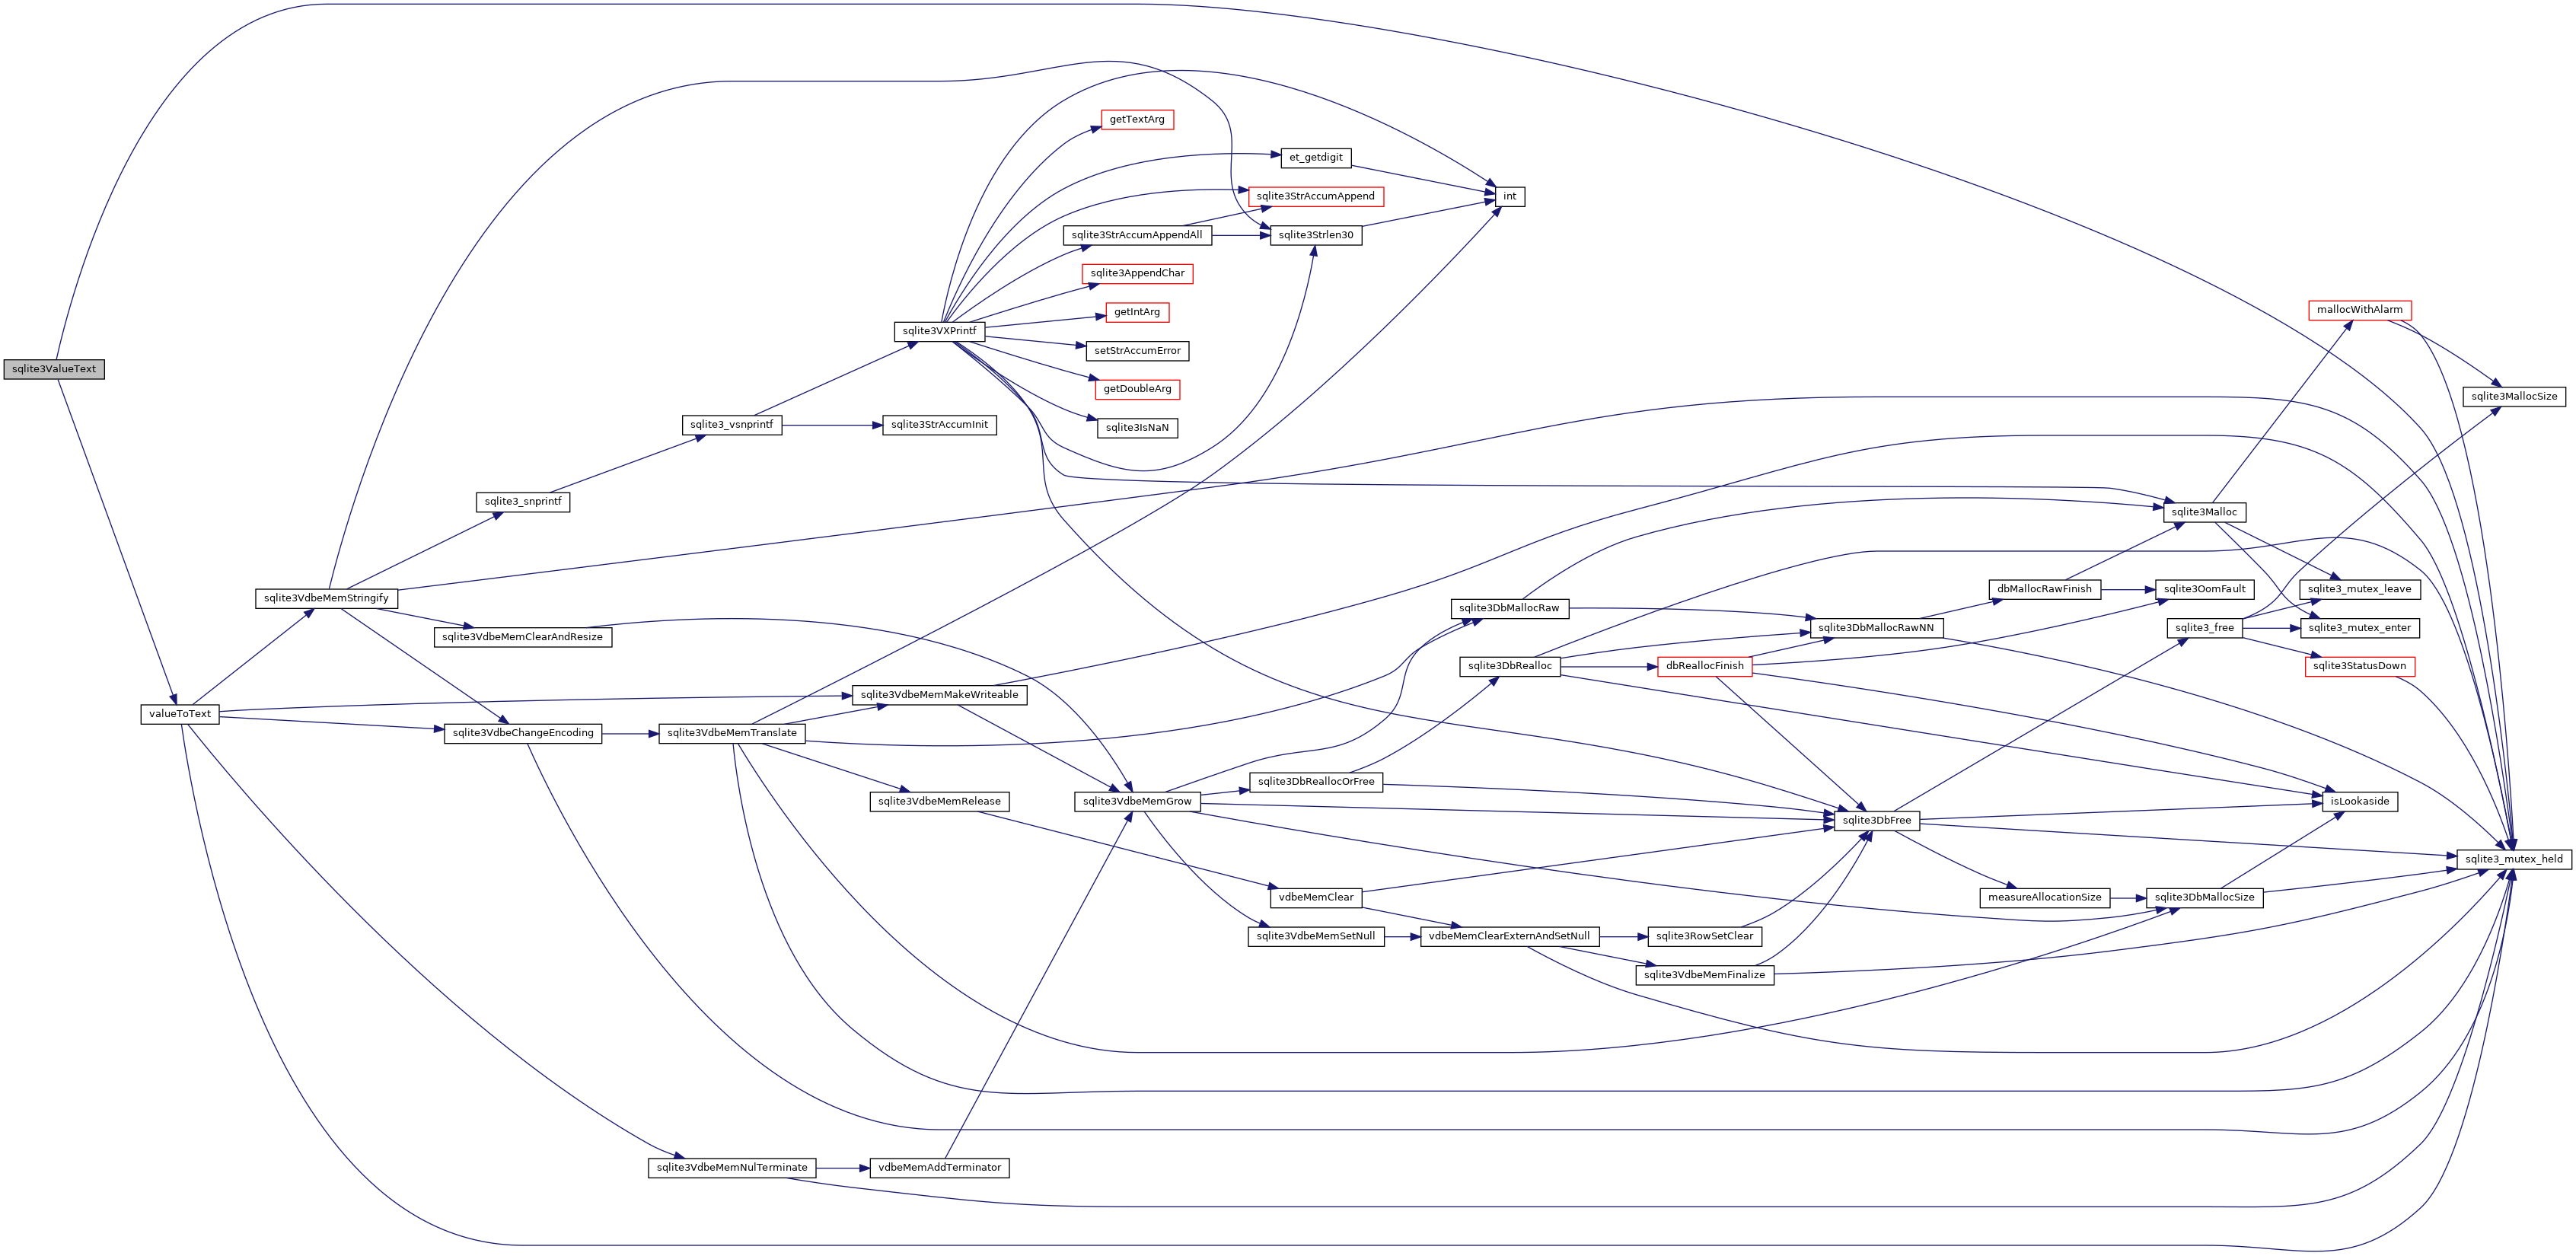 sqlite3ValueText
valueToText
sqlite3VdbeMemStringify
sqlite3_snprintf
sqlite3VdbeMemClearAndResize
sqlite3VdbeChangeEncoding
sqlite3_vsnprintf
sqlite3VdbeMemTranslate
sqlite3VdbeMemNulTerminate
sqlite3VXPrintf
sqlite3StrAccumInit
sqlite3VdbeMemMakeWriteable
sqlite3VdbeMemRelease
vdbeMemAddTerminator
getTextArg
sqlite3StrAccumAppendAll
sqlite3AppendChar
getIntArg
setStrAccumError
getDoubleArg
sqlite3IsNaN
sqlite3VdbeMemGrow
et_getdigit
sqlite3StrAccumAppend
sqlite3Strlen30
sqlite3DbReallocOrFree
vdbeMemClear
sqlite3VdbeMemSetNull
int
sqlite3DbMallocRaw
sqlite3DbRealloc
vdbeMemClearExternAndSetNull
dbReallocFinish
sqlite3RowSetClear
sqlite3VdbeMemFinalize
sqlite3DbMallocRawNN
sqlite3DbFree
dbMallocRawFinish
measureAllocationSize
sqlite3Malloc
sqlite3OomFault
sqlite3_free
sqlite3DbMallocSize
mallocWithAlarm
sqlite3_mutex_leave
sqlite3_mutex_enter
sqlite3StatusDown
isLookaside
sqlite3MallocSize
sqlite3_mutex_held